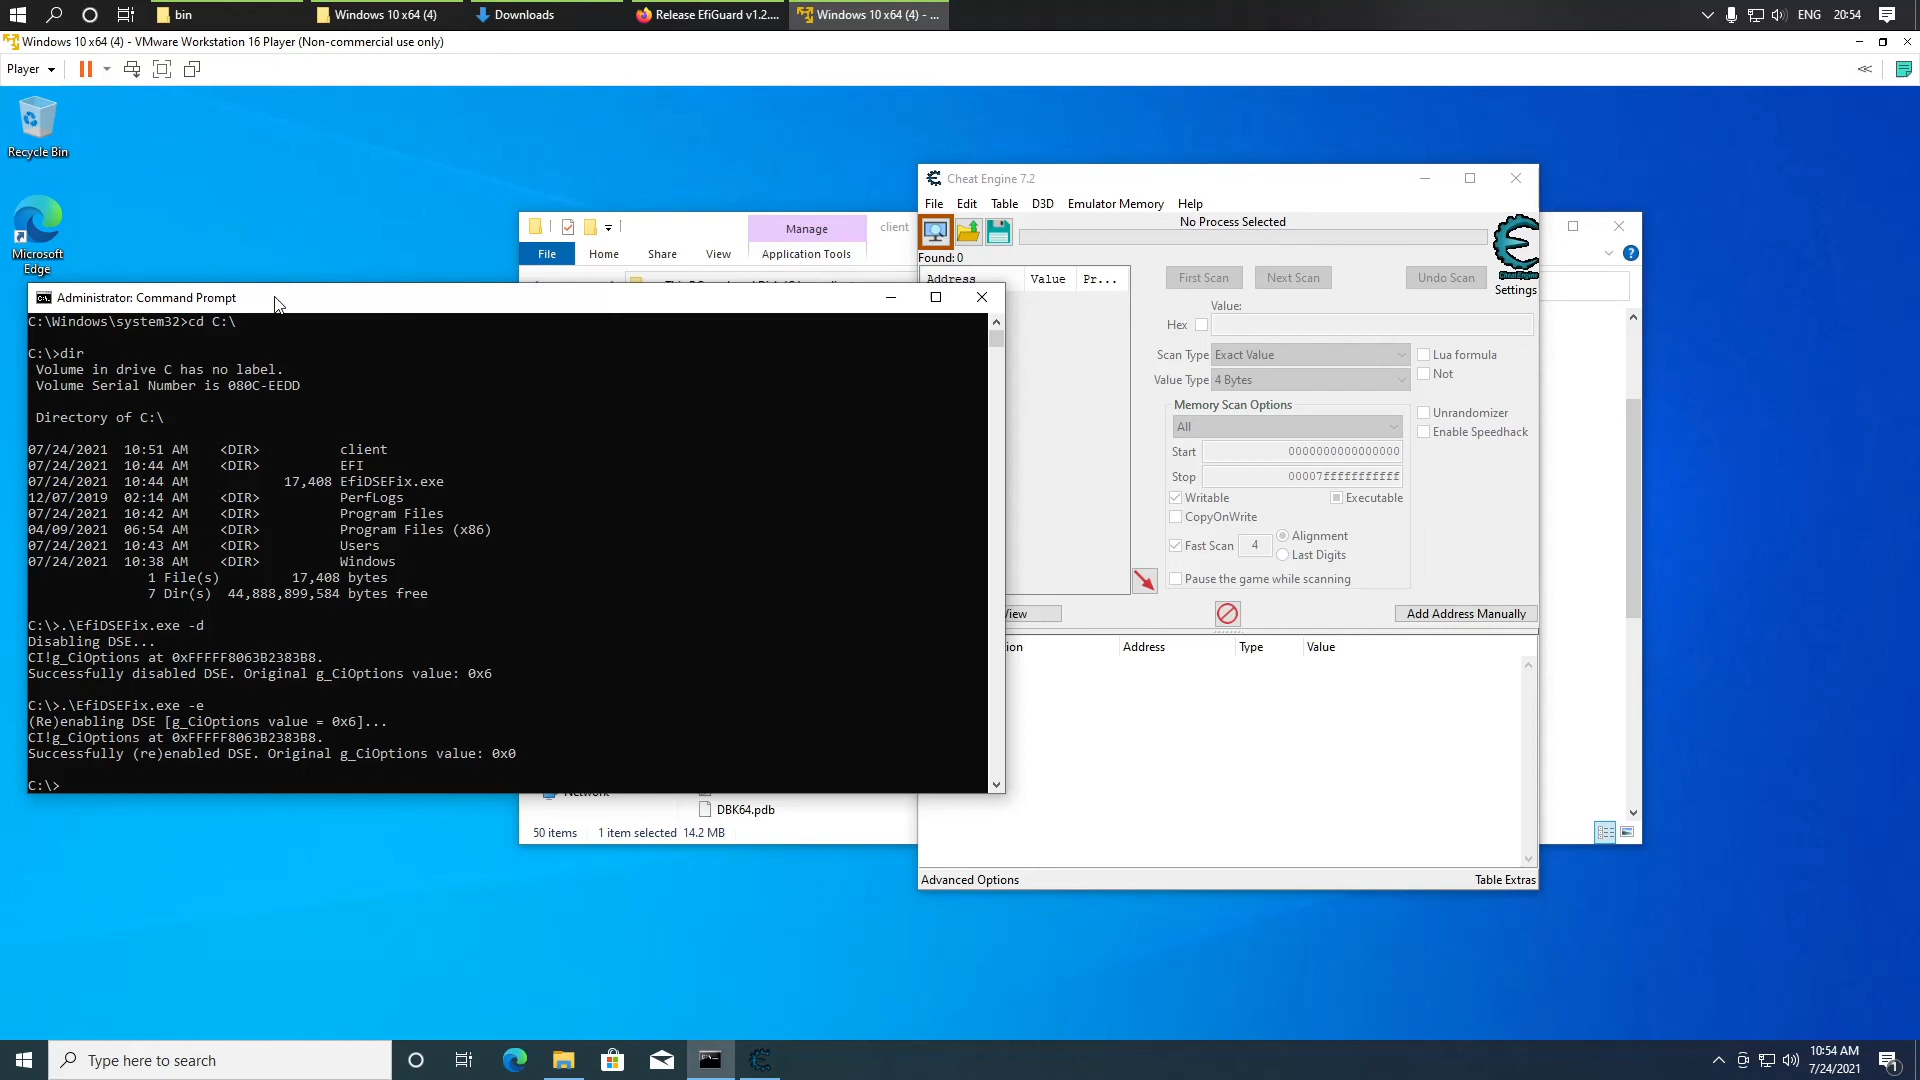 bin
Windows 10 x64 (4)
Downloads
Release EfiGuard v1.2....
Windows 10 x64 (4) - ...
ENG
20:54
Windows 10 x64 (4) - VMware Workstation 16 Player (Non-commercial use only)
Player
Recycle Bin
Microsoft
Edge
Manage
client
File
Home
Share
View
Application Tools
Cheat Engine 7.2
File
Edit
Table
D3D
Emulator Memory
Help
No Process Selected
Found: 0
Address
Value
Pr...
First Scan
Next Scan
Undo Scan
Settings
Value:
Hex
Scan Type
Exact Value
Lua formula
Value Type
4 Bytes
Not
Memory Scan Options
All
Unrandomizer
Enable Speedhack
Start
0000000000000000
Stop
00007fffffffffff
Writable
Executable
CopyOnWrite
Fast Scan
4
Alignment
Last Digits
Pause the game while scanning
View
Add Address Manually
ion
Address
Type
Value
Advanced Options
Table Extras
Administrator: Command Prompt
C:\Windows\system32>cd C:\
C:\>dir
Volume in drive C has no label.
Volume Serial Number is 080C-EEDD
Directory of C:\
07/24/2021 10:51 AM <DIR> client
07/24/2021 10:44 AM <DIR> EFI
07/24/2021 10:44 AM 17,408 EfiDSEFix.exe
12/07/2019 02:14 AM <DIR> PerfLogs
07/24/2021 10:42 AM <DIR> Program Files
04/09/2021 06:54 AM <DIR> Program Files (x86)
07/24/2021 10:43 AM <DIR> Users
07/24/2021 10:38 AM <DIR> Windows
1 File(s) 17,408 bytes
7 Dir(s) 44,888,899,584 bytes free
C:\>.\EfiDSEFix.exe -d
Disabling DSE...
CI!g_CiOptions at 0xFFFFF8063B2383B8.
Successfully disabled DSE. Original g_CiOptions value: 0x6
C:\>.\EfiDSEFix.exe -e
(Re)enabling DSE [g_CiOptions value = 0x6]...
CI!g_CiOptions at 0xFFFFF8063B2383B8.
Successfully (re)enabled DSE. Original g_CiOptions value: 0x0
C:\>
Network
DBK64.pdb
50 items
1 item selected 14.2 MB
Type here to search
10:54 AM
7/24/2021
1